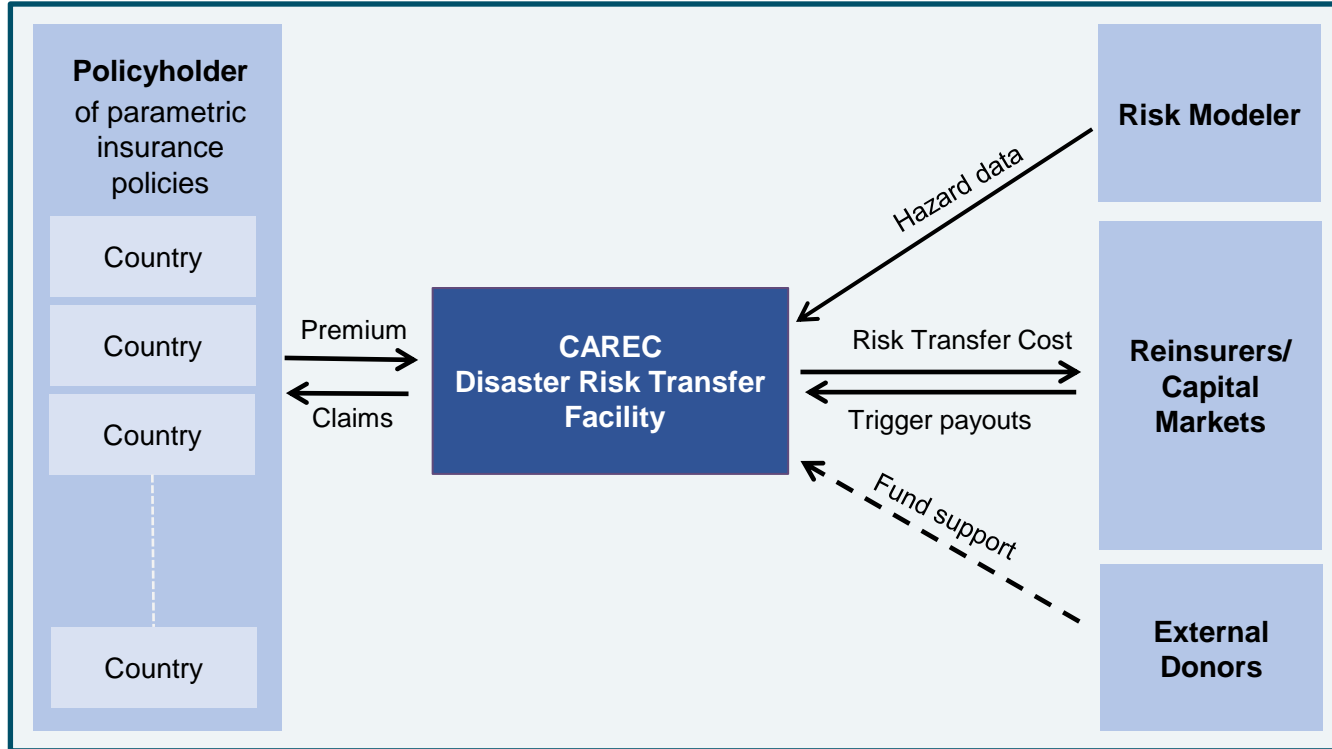 Policyholder
of parametric
insurance
policies
Country
Country
Country
Country
Premium
Claims
CAREC
Disaster Risk Transfer
Facility
Hazard data
Risk Transfer Cost
Trigger payouts
Fund support
Risk Modeler
Reinsurers/
Capital
Markets
External
Donors